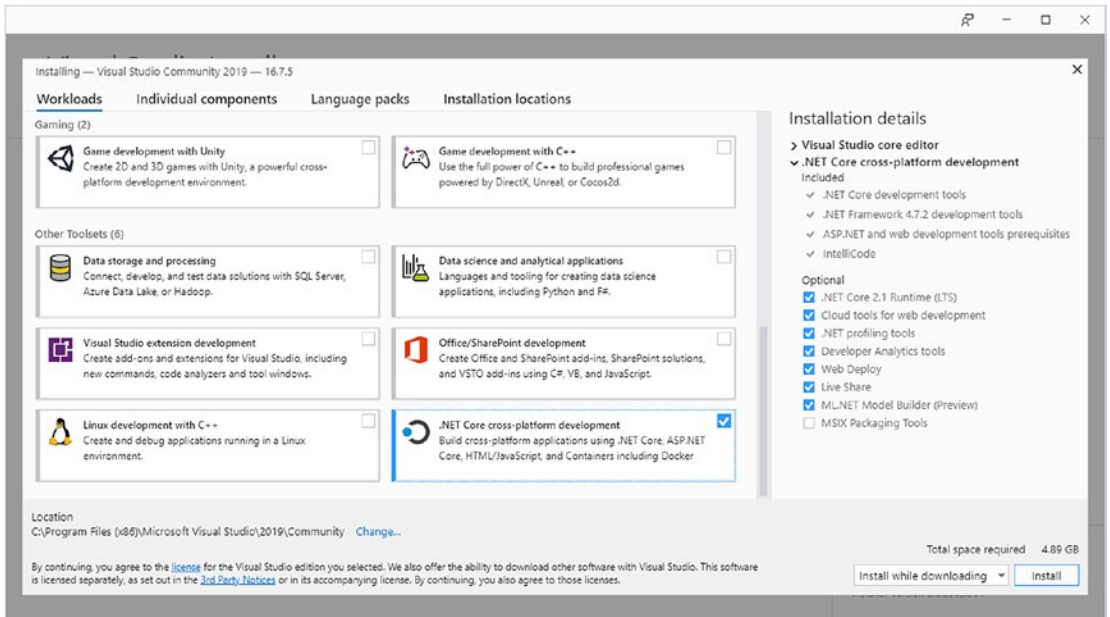 Installing — Visual Studio Community 2019 — 16.7.5
Workloads Individual components Language packs Installation locations
Gaming (2)
Game development with Unity
Create 2D and 3D games with Unity, a powerful cross-
platform development environment.
Game development with C++
Use the full power of C++ to build professional games
powered by DirectX, Unreal, or Cocos2d.
Other Toolsets (6)
Data storage and processing
Connect, develop, and test data solutions with SQL Server,
Azure Data Lake, or Hadoop.
Data science and analytical applications
Languages and tooling for creating data science
applications, including Python and F#.
Visual Studio extension development
Create add-ons and extensions for Visual Studio, including
new commands, code analyzers and tool windows.
Office/SharePoint development
Create Office and SharePoint add-ins, SharePoint solutions,
and VSTO add-ins using C#, VB, and JavaScript.
Linux development with C++
Create and debug applications running in a Linux
environment.
.NET Core cross-platform development
Build cross-platform applications using .NET Core, ASP.NET
Core, HTML/JavaScript, and Containers including Docker
Installation details
Visual Studio core editor
.NET Core cross-platform development
Included
.NET Core development tools
.NET Framework 4.7.2 development tools
ASP.NET and web development tools prerequisites
IntelliCode
Optional
.NET Core 2.1 Runtime (LTS)
Cloud tools for web development
.NET profiling tools
Developer Analytics tools
Web Deploy
Live Share
ML.NET Model Builder (Preview)
MSIX Packaging Tools
Location
C:\Program Files (x86)\Microsoft Visual Studio\2019\Community Change...
By continuing, you agree to the license for the Visual Studio edition you selected. We also offer the ability to download other software with Visual Studio. This software
is licensed separately, as set out in the 3rd Party Notices or in its accompanying license. By continuing, you also agree to those licenses.
Total space required 4.89 GB
Install while downloading Install